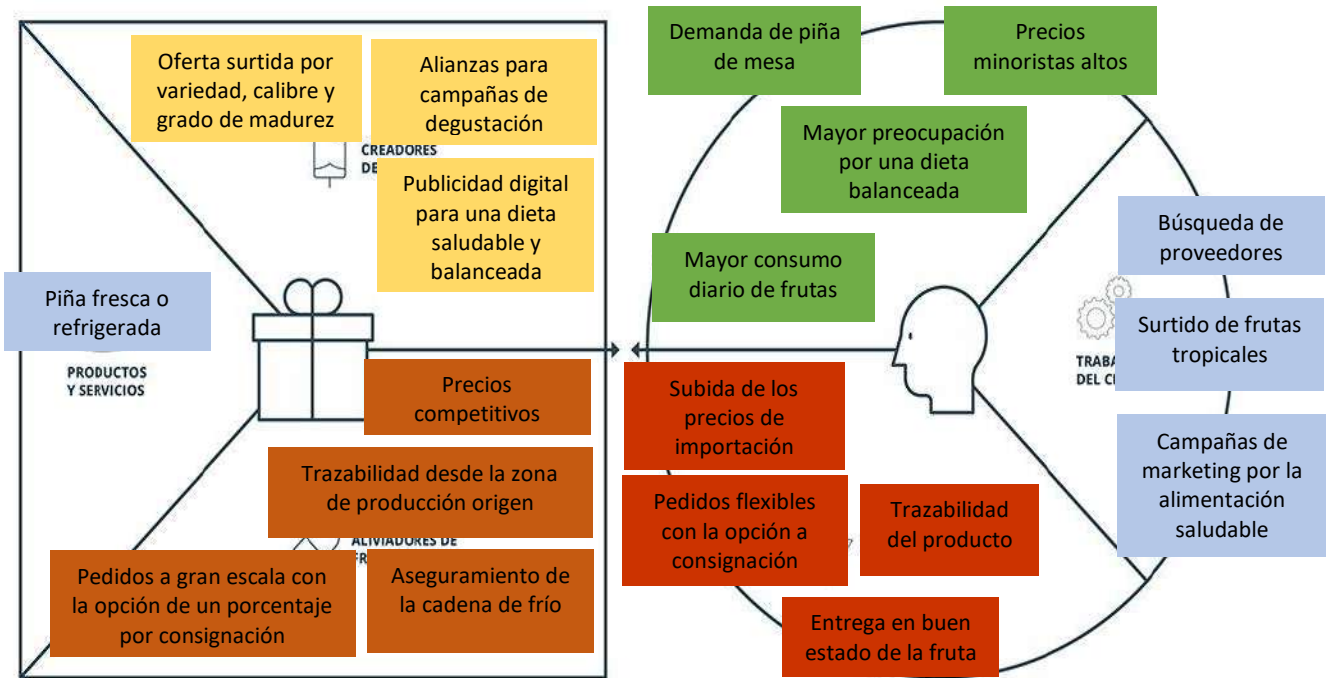 Oferta surtida por
variedad, calibre y
grado de madurez
Alianzas para
campañas de
degustación
CREADORES
DE
Publicidad digital
para una dieta
saludable y
balanceada
Piña fresca o
refrigerada
PRODUCTOS
Y SERVICIOS
Precios
competitivos
Trazabilidad desde la zona
de producción origen
ALIVIADORES DE
FR
Pedidos a gran escala con
la opción de un porcentaje
por consignación
Aseguramiento de
la cadena de frío
Demanda de piña
de mesa
Precios
minoristas altos
Mayor preocupación
por una dieta
balanceada
Mayor consumo
diario de frutas
Búsqueda de
proveedores
Surtido de frutas
tropicales
TRABA
DEL C
Campañas de
marketing por la
alimentación
saludable
Subida de los
precios de
importación
Pedidos flexibles
con la opción a
consignación
Trazabilidad
del producto
Entrega en buen
estado de la fruta